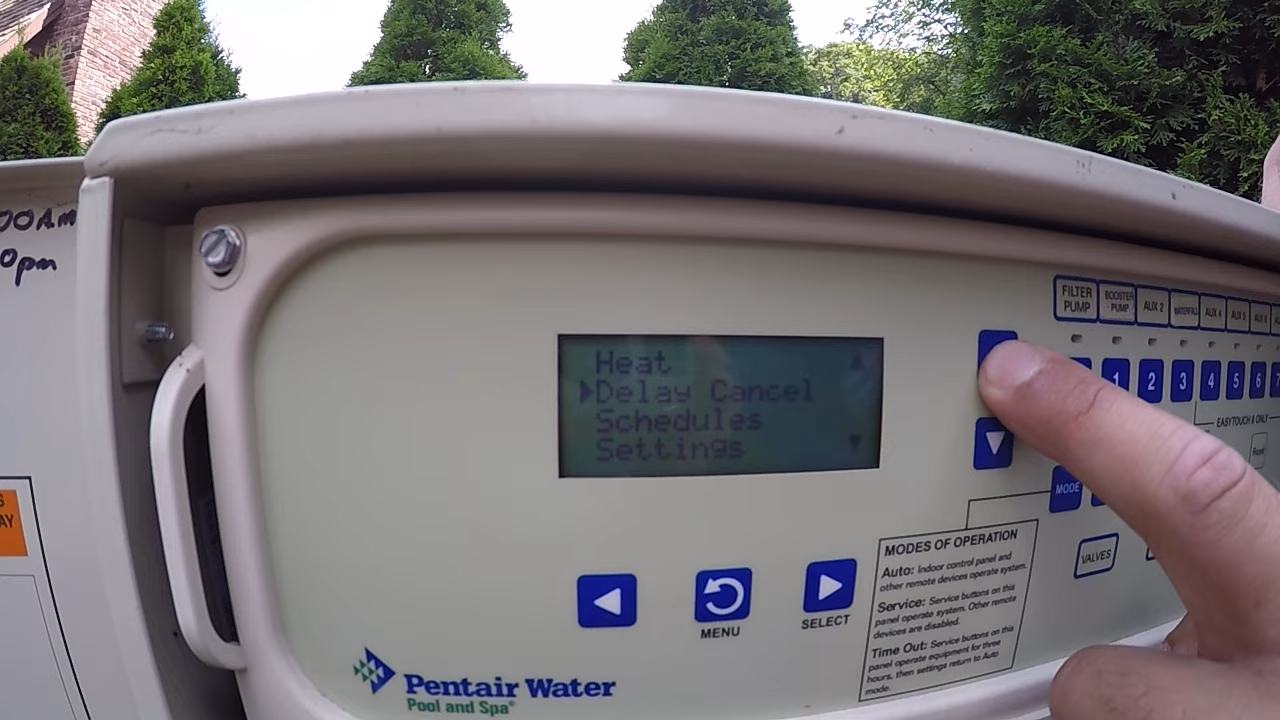 00AM
0pm
S
AY
Heat
Delay Cancel
Schedules
Settings
FILTER
PUMP
BOOSTER
PUMP
AUX 2
WATERFALL
AUX 4
AUX 5
AUX 6
1
2
3
4
5
6
7
EASYTOUCH 8 ONLY
MODE
VALVES
MENU
SELECT
MODES OF OPERATION
Auto: Indoor control panel and
other remote devices operate system.
Service: Service buttons on this
panel operate system. Other remote
devices are disabled.
Time Out: Service buttons on this
panel operate equipment for three
hours, then settings return to Auto
mode.
Pentair Water
Pool and Spa®